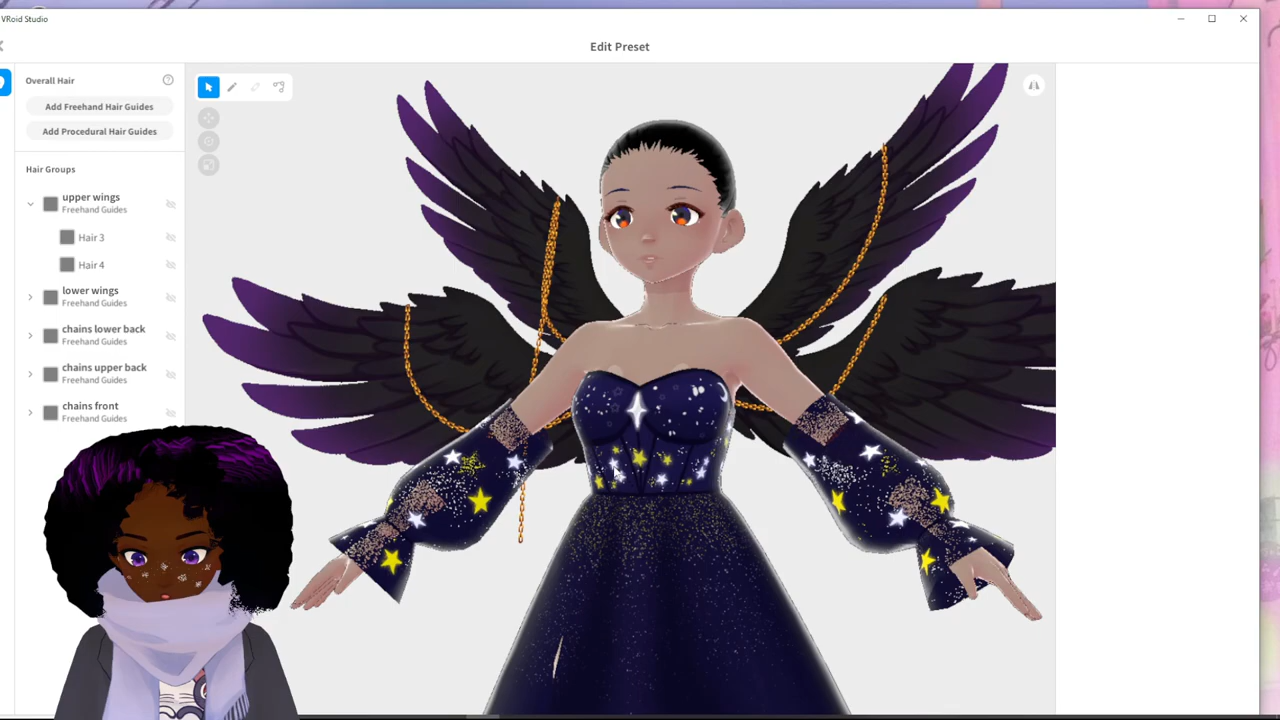 VRoid Studio
Edit Preset
Overall Hair
Add Freehand Hair Guides
Add Procedural Hair Guides
Hair Groups
upper wings
Freehand Guides
Hair 3
Hair 4
lower wings
Freehand Guides
chains lower back
Freehand Guides
chains upper back
Freehand Guides
chains front
Freehand Guides